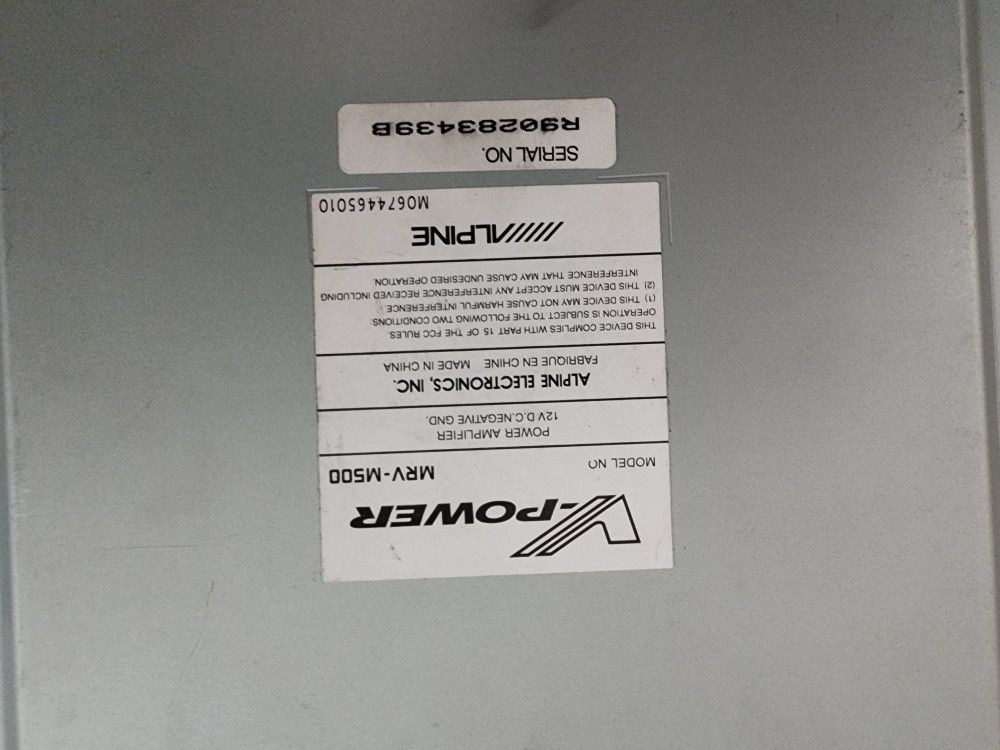 V-POWER
MODEL NO MRV-M500
POWER AMPLIFIER
12V D.C.NEGATIVE GND.
ALPINE ELECTRONICS, INC.
FABRIQUE EN CHINE MADE IN CHINA
THIS DEVICE COMPLIES WITH PART 15 OF THE FCC RULES.
OPERATION IS SUBJECT TO THE FOLLOWING TWO CONDITIONS:
(1) THIS DEVICE MAY NOT CAUSE HARMFUL INTERFERENCE.
(2) THIS DEVICE MUST ACCEPT ANY INTERFERENCE RECEIVED INCLUDING
INTERFERENCE THAT MAY CAUSE UNDESIRED OPERATION.
ALPINE
M0674465010
SERIAL NO.
R90283439B